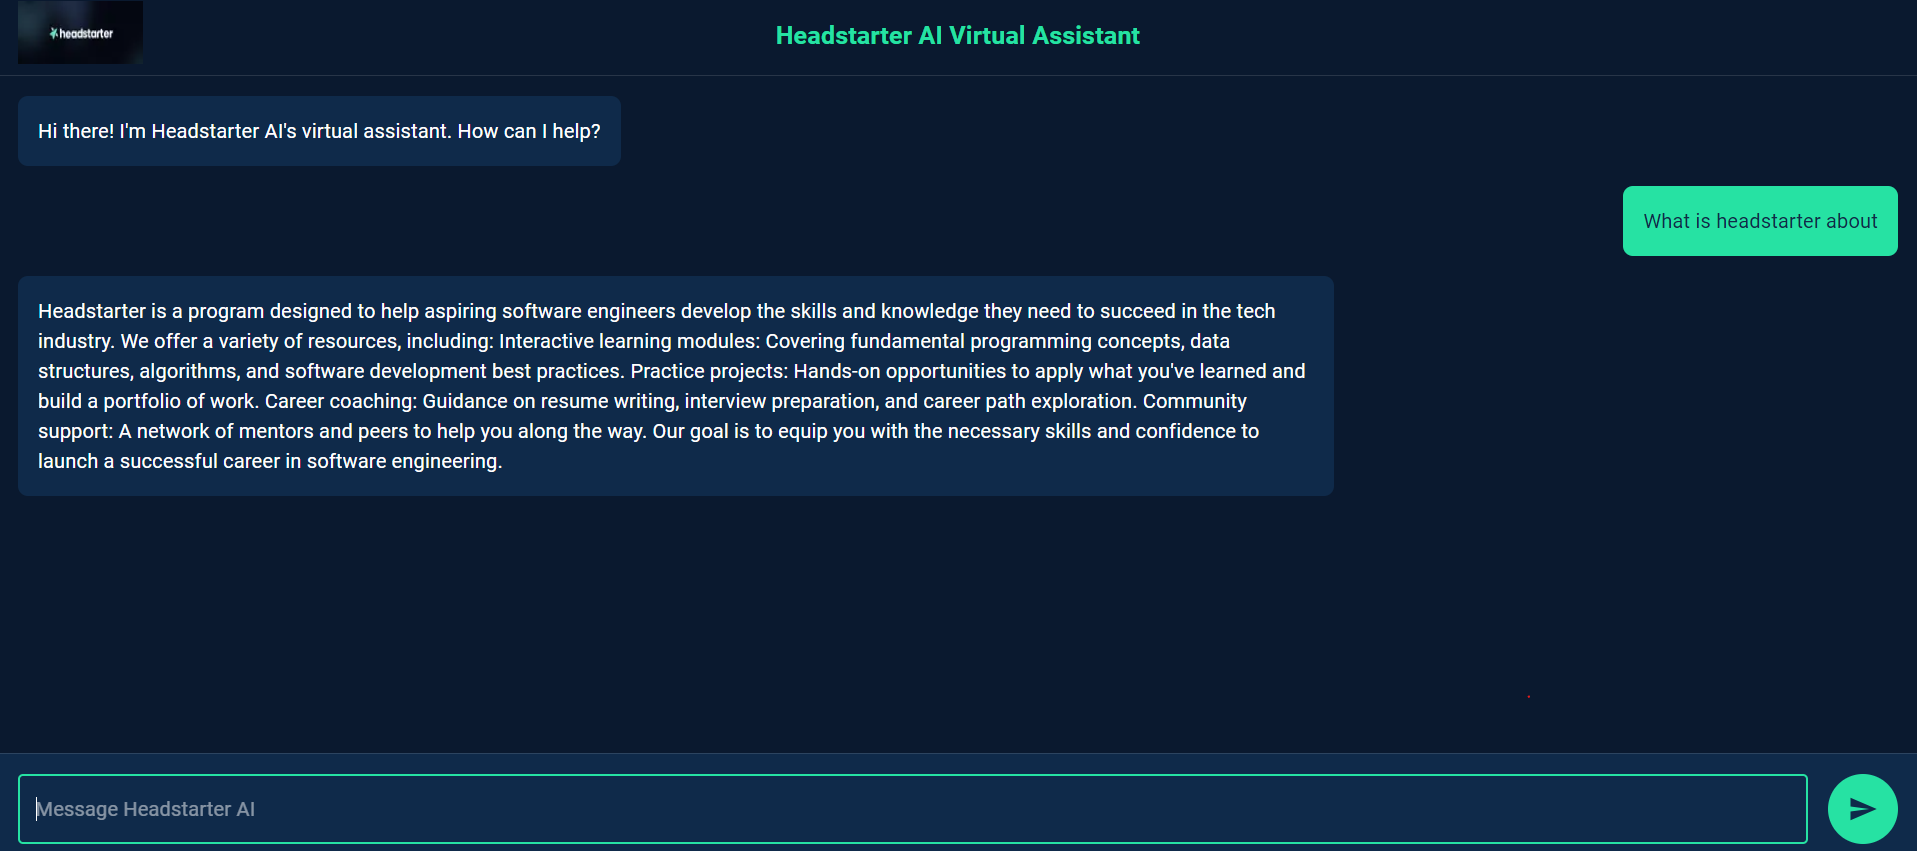 headstarter
Headstarter AI Virtual Assistant
Hi there! I'm Headstarter AI's virtual assistant. How can I help?
What is headstarter about
Headstarter is a program designed to help aspiring software engineers develop the skills and knowledge they need to succeed in the tech
industry. We offer a variety of resources, including: Interactive learning modules: Covering fundamental programming concepts, data
structures, algorithms, and software development best practices. Practice projects: Hands-on opportunities to apply what you've learned and
build a portfolio of work. Career coaching: Guidance on resume writing, interview preparation, and career path exploration. Community
support: A network of mentors and peers to help you along the way. Our goal is to equip you with the necessary skills and confidence to
launch a successful career in software engineering.
Message Headstarter AI